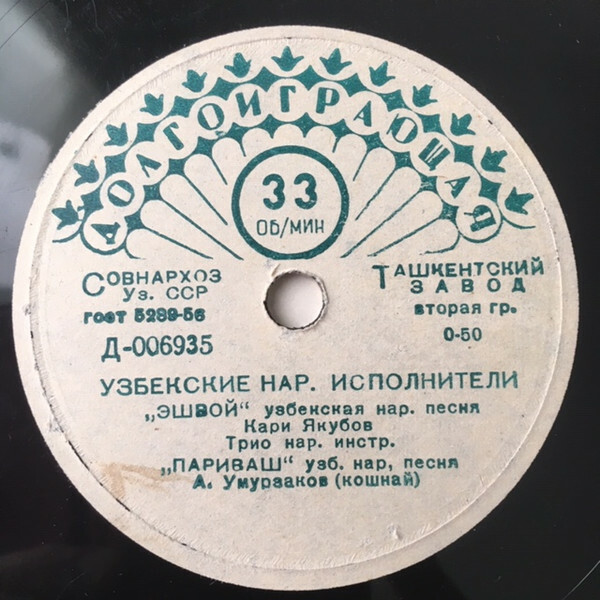 ДОЛГОИГРАЮЩАЯ
33
ОБ/МИН
СОВНАРХОЗ
Уз. ССР
гост 5289-56
Д-006935
ТАШКЕНТСКИЙ
ЗАВОД
вторая гр.
0-50
УЗБЕКСКИЕ НАР. ИСПОЛНИТЕЛИ
„ЭШВОЙ“ узбекская нар. песня
Кари Якубов
Трио нар. инстр.
„ПАРИВАШ“ узб. нар, песня
А. Умурзаков (кошнай)